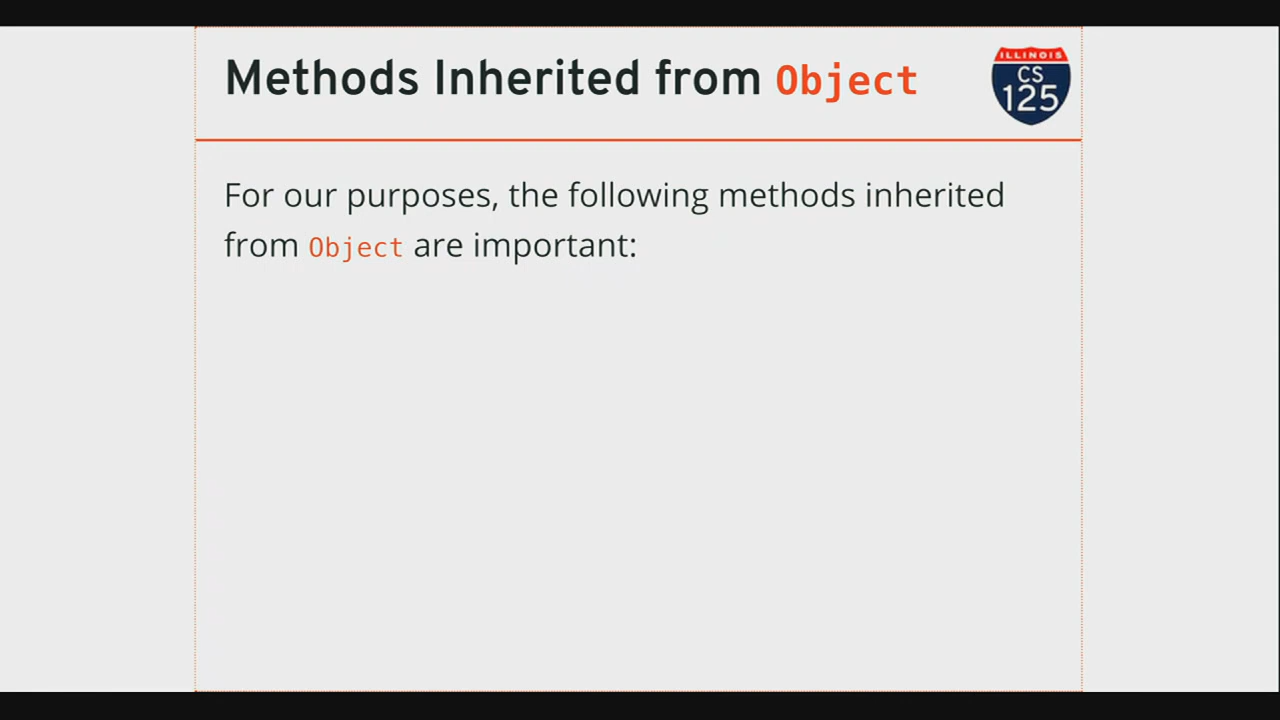 Methods Inherited from Object
ILLINOIS
CS
125
For our purposes, the following methods inherited
from Object are important: